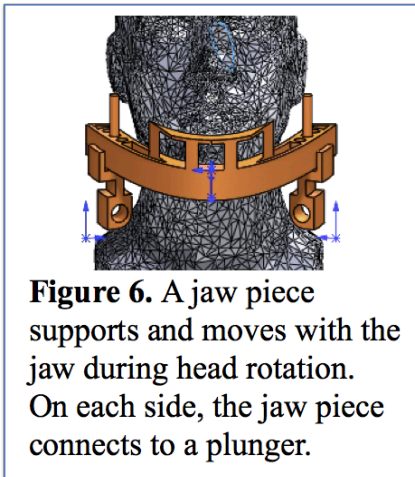 Figure 6. A jaw piece
supports and moves with the
jaw during head rotation.
On each side, the jaw piece
connects to a plunger.